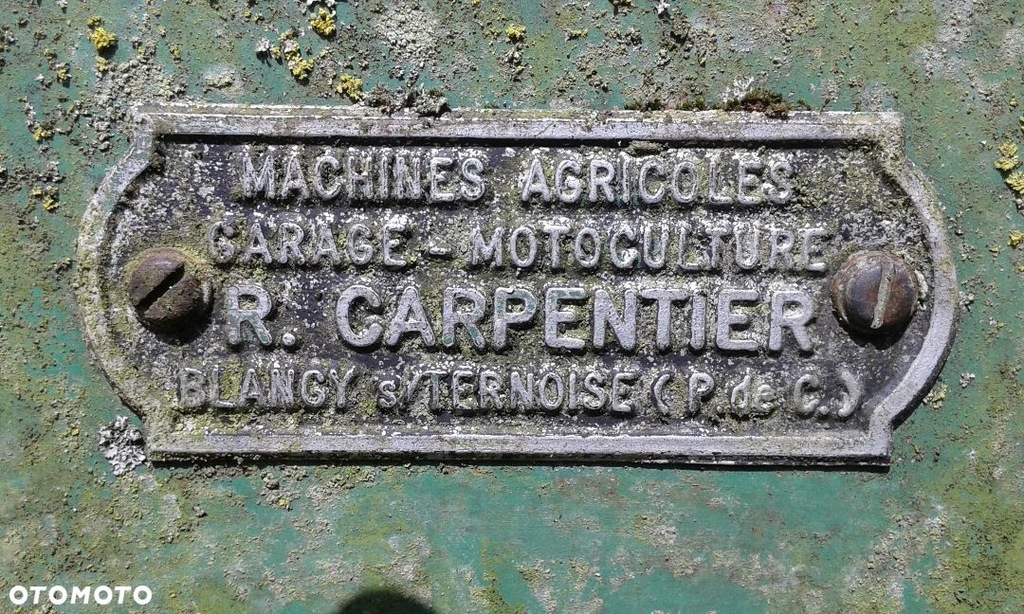 MACHINES AGRICOLES
GARAGE - MOTOCULTURE
R. CARPENTIER
BLANGY s/TERNOISE (P. de C.)
OTOMOTO